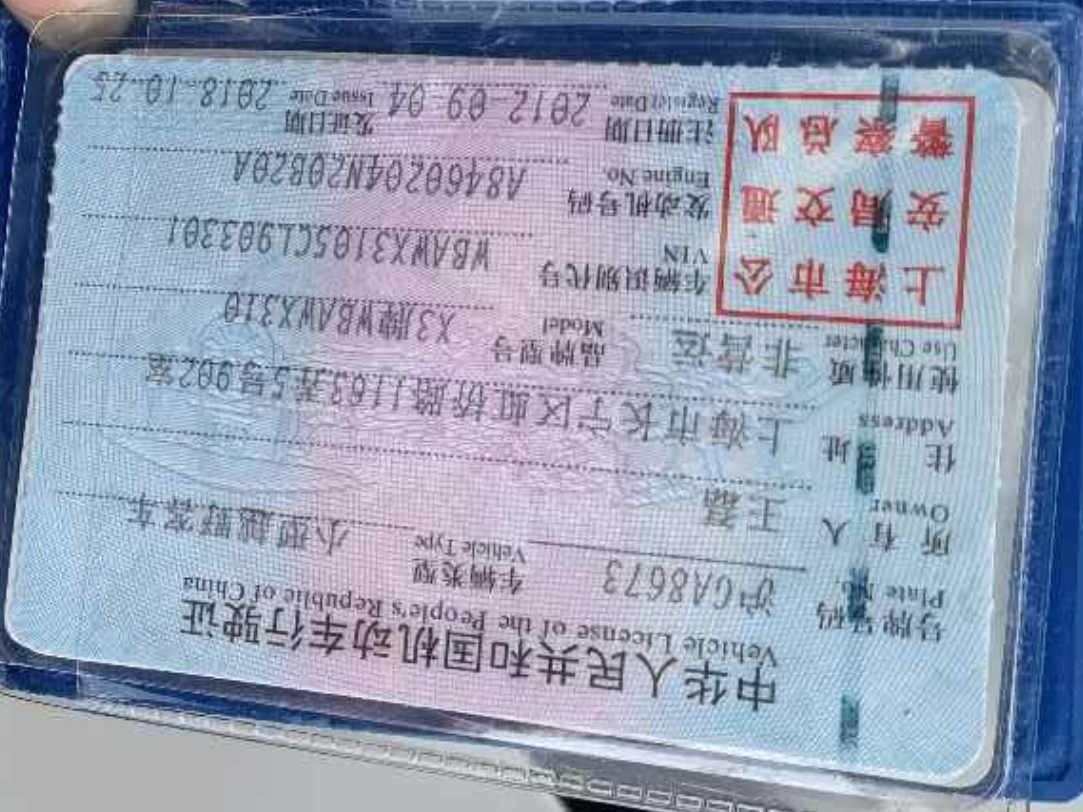 中华人民共和国机动车行驶证
Vehicle License of the People's Republic of China
号牌号码 沪GA8673 车辆类型 小型越野客车
Plate No. Vehicle Type
所有人 王磊
Owner
住址 上海市长宁区虹桥路1163弄5号902室
Address
使用性质 非营运 品牌型号 X3牌WBAWX310
Use Character Model
上海市公
安局交通
警察总队
车辆识别代号 WBAWX3105CL903301
VIN
发动机号码 A8460204N20B20A
Engine No.
注册日期 2012-09-04 发证日期 2018-10-25
Register Date Issue Date